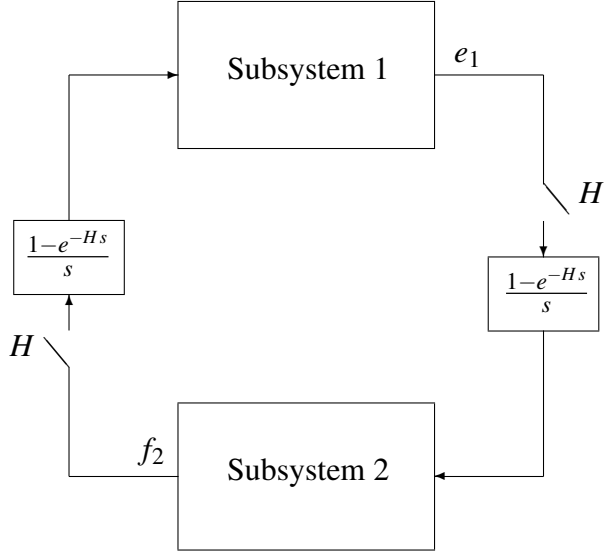 Subsystem 1
e₁
H
1−e^{−Hs}
s
1−e^{−Hs}
s
H
f₂
Subsystem 2